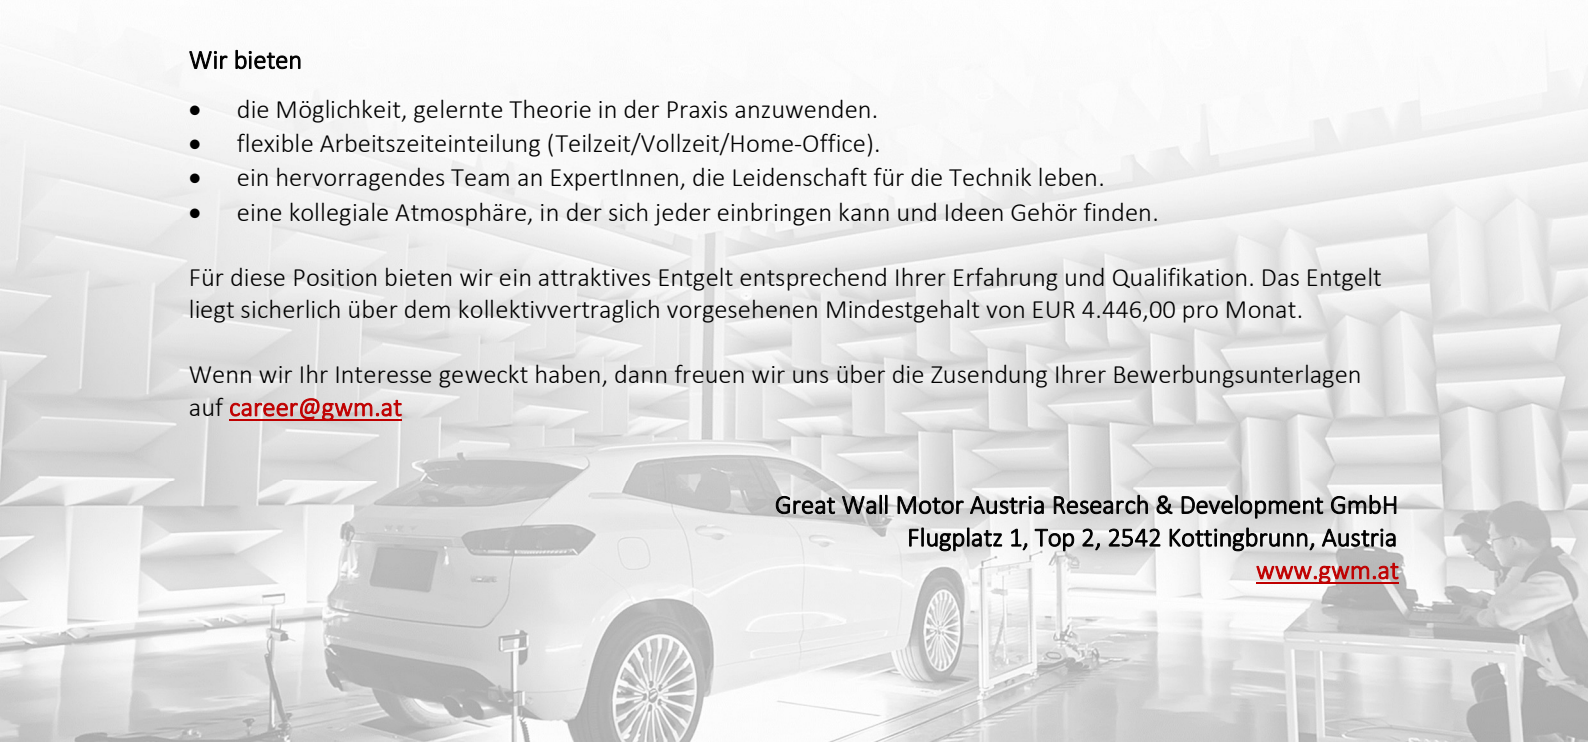 Wir bieten
• die Möglichkeit, gelernte Theorie in der Praxis anzuwenden.
• flexible Arbeitszeiteinteilung (Teilzeit/Vollzeit/Home-Office).
• ein hervorragendes Team an ExpertInnen, die Leidenschaft für die Technik leben.
• eine kollegiale Atmosphäre, in der sich jeder einbringen kann und Ideen Gehör finden.
Für diese Position bieten wir ein attraktives Entgelt entsprechend Ihrer Erfahrung und Qualifikation. Das Entgelt
liegt sicherlich über dem kollektivvertraglich vorgesehenen Mindestgehalt von EUR 4.446,00 pro Monat.
Wenn wir Ihr Interesse geweckt haben, dann freuen wir uns über die Zusendung Ihrer Bewerbungsunterlagen
auf career@gwm.at
Great Wall Motor Austria Research & Development GmbH
Flugplatz 1, Top 2, 2542 Kottingbrunn, Austria
www.gwm.at